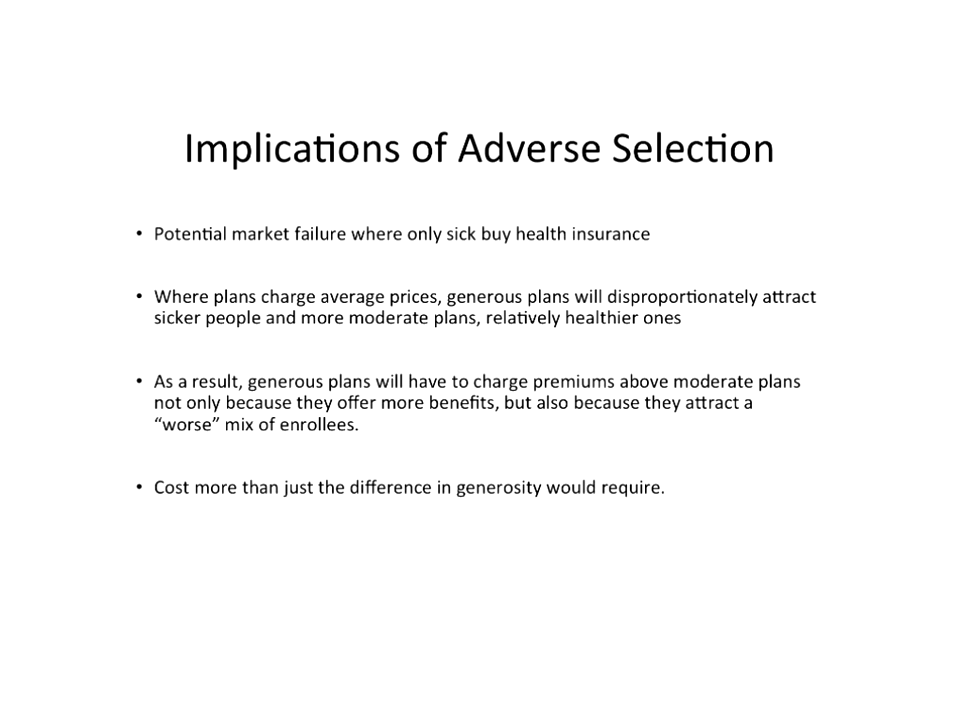 Implications of Adverse Selection
• Potential market failure where only sick buy health insurance
• Where plans charge average prices, generous plans will disproportionately attract
sicker people and more moderate plans, relatively healthier ones
• As a result, generous plans will have to charge premiums above moderate plans
not only because they offer more benefits, but also because they attract a
“worse” mix of enrollees.
• Cost more than just the difference in generosity would require.